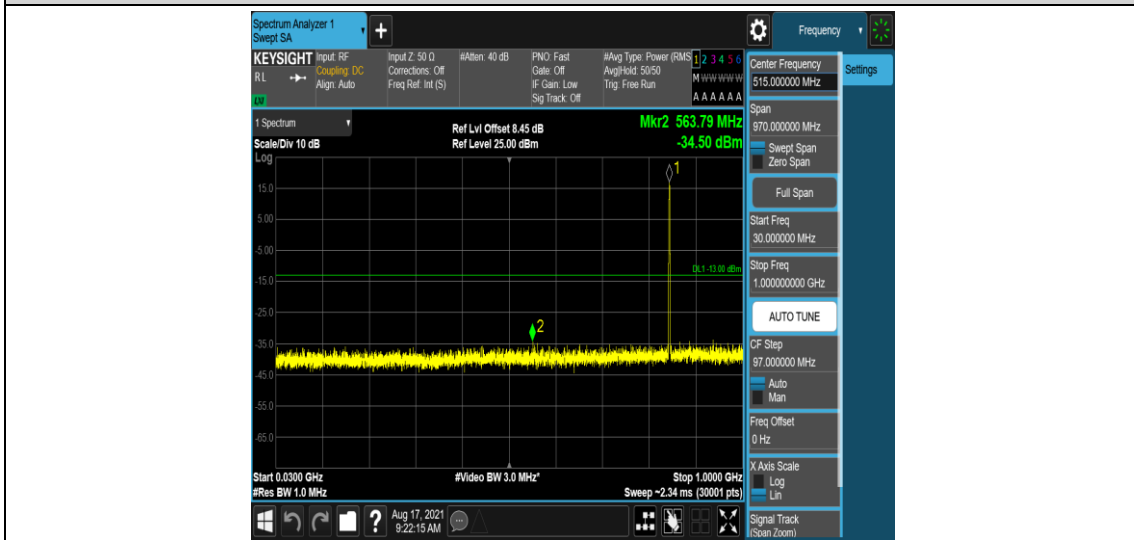 Spectrum Analyzer 1
Swept SA
+
Frequency
KEYSIGHT
RL
LXI
Input: RF
Coupling: DC
Align: Auto
Input Z: 50 Ω
Corrections: Off
Freq Ref: Int (S)
#Atten: 40 dB
PNO: Fast
Gate: Off
IF Gain: Low
Sig Track: Off
#Avg Type: Power (RMS
Avg|Hold: 50/50
Trig: Free Run
1 2 3 4 5 6
M W W W W W
A A A A A A
1 Spectrum
Scale/Div 10 dB
Ref Lvl Offset 8.45 dB
Ref Level 25.00 dBm
Mkr2 563.79 MHz
-34.50 dBm
Log
15.0
5.00
-5.00
-15.0
-25.0
-35.0
-45.0
-55.0
-65.0
1
DL1 -13.00 dBm
2
Start 0.0300 GHz
#Res BW 1.0 MHz
#Video BW 3.0 MHz*
Stop 1.0000 GHz
Sweep ~2.34 ms (30001 pts)
Center Frequency
515.000000 MHz
Settings
Span
970.000000 MHz
Swept Span
Zero Span
Full Span
Start Freq
30.000000 MHz
Stop Freq
1.000000000 GHz
AUTO TUNE
CF Step
97.000000 MHz
Auto
Man
Freq Offset
0 Hz
X Axis Scale
Log
Lin
Signal Track
(Span Zoom)
?
Aug 17, 2021
9:22:15 AM